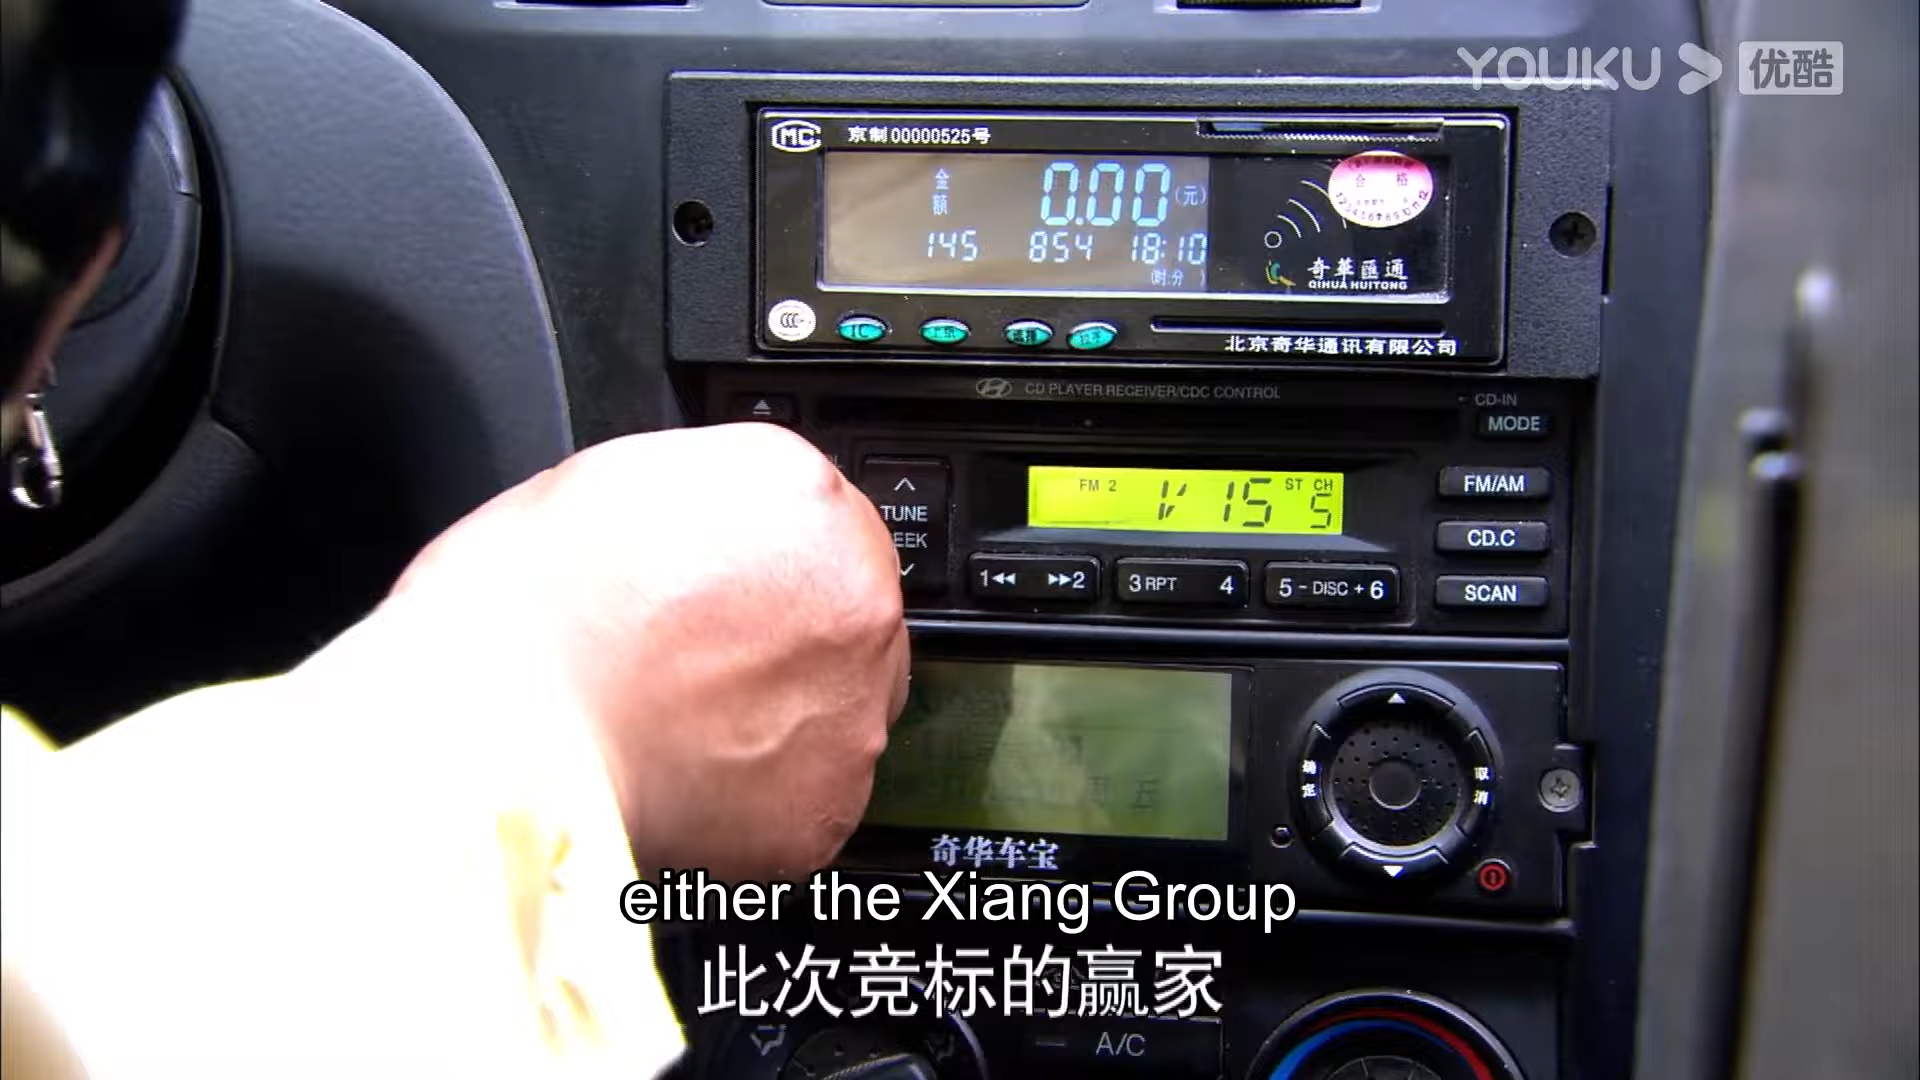 YOUKU 优酷
MC 京制00000525号
金额 0.00 (元)
145 854 18:10
(时:分)
合格
奇華匯通
QIHUA HUITONG
北京奇华通讯有限公司
CD PLAYER RECEIVER/CDC CONTROL
CD-IN
MODE
FM 2 ST CH
15 5
FM/AM
TUNE
EEK
CD.C
1 2 3 RPT 4 5 - DISC + 6
SCAN
确定 取消
奇华车宝
either the Xiang Group
此次竞标的赢家
A/C